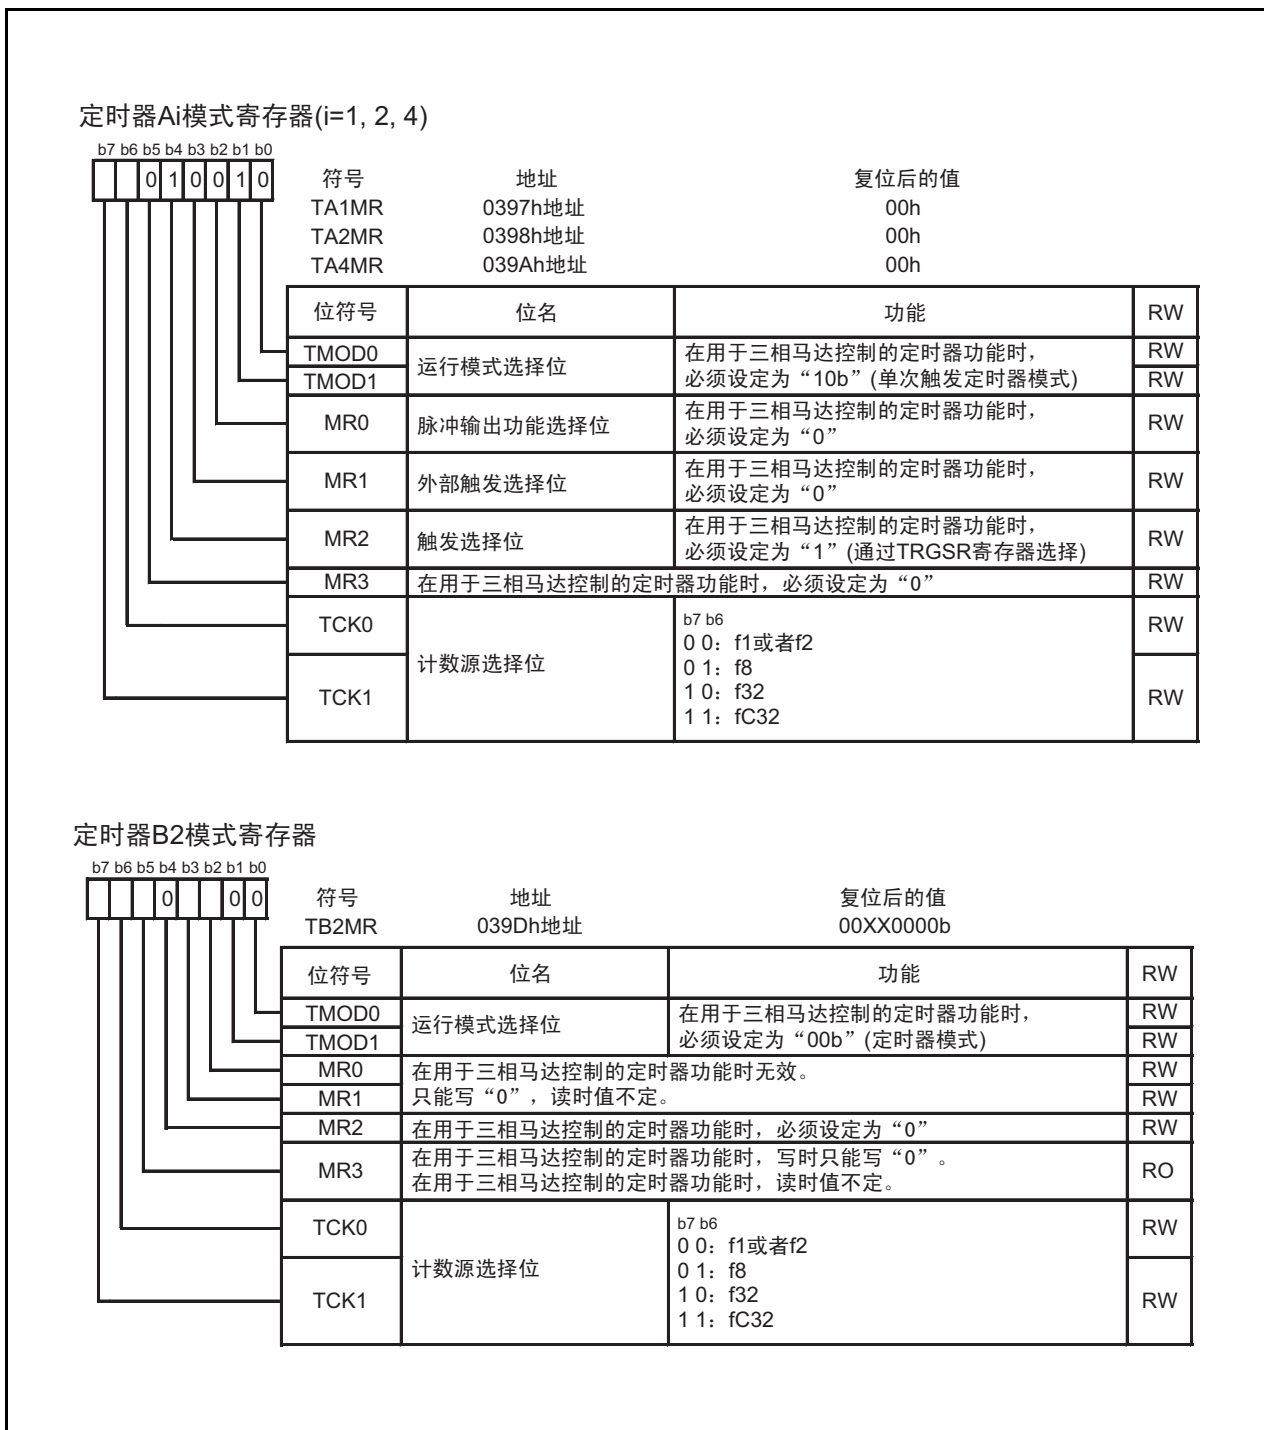 定时器Ai模式寄存器(i=1, 2, 4)
b7 b6 b5 b4 b3 b2 b1 b0
0 1 0 0 1 0
符号 地址 复位后的值
TA1MR 0397h地址 00h
TA2MR 0398h地址 00h
TA4MR 039Ah地址 00h
位符号 位名 功能 RW
TMOD0 运行模式选择位 在用于三相马达控制的定时器功能时， RW
TMOD1 必须设定为“10b”(单次触发定时器模式) RW
MR0 脉冲输出功能选择位 在用于三相马达控制的定时器功能时， RW
必须设定为“0”
MR1 外部触发选择位 在用于三相马达控制的定时器功能时， RW
必须设定为“0”
MR2 触发选择位 在用于三相马达控制的定时器功能时， RW
必须设定为“1”(通过TRGSR寄存器选择)
MR3 在用于三相马达控制的定时器功能时，必须设定为“0” RW
TCK0 计数源选择位 b7 b6 RW
0 0：f1或者f2
0 1：f8
TCK1 1 0：f32 RW
1 1：fC32
定时器B2模式寄存器
b7 b6 b5 b4 b3 b2 b1 b0
0 0 0
符号 地址 复位后的值
TB2MR 039Dh地址 00XX0000b
位符号 位名 功能 RW
TMOD0 运行模式选择位 在用于三相马达控制的定时器功能时， RW
TMOD1 必须设定为“00b”(定时器模式) RW
MR0 在用于三相马达控制的定时器功能时无效。 RW
MR1 只能写“0”，读时值不定。 RW
MR2 在用于三相马达控制的定时器功能时，必须设定为“0” RW
MR3 在用于三相马达控制的定时器功能时，写时只能写“0”。 RO
在用于三相马达控制的定时器功能时，读时值不定。
TCK0 计数源选择位 b7 b6 RW
0 0：f1或者f2
0 1：f8
TCK1 1 0：f32 RW
1 1：fC32